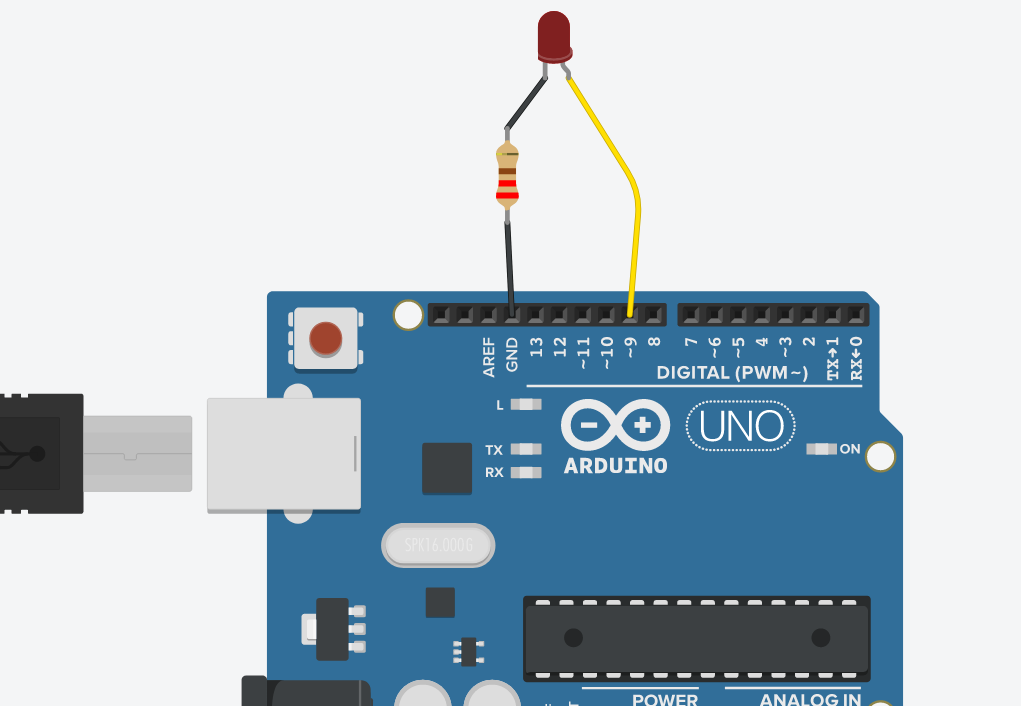 AREF
GND
13
12
~11
~10
~9
8
7
~6
~5
4
~3
2
TX→1
RX←0
DIGITAL (PWM~)
L
TX
RX
UNO
ON
ARDUINO
SPK16.000G
POWER
ANALOG IN